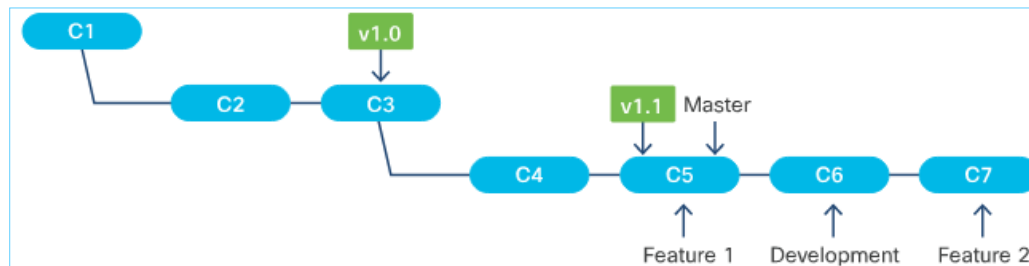 C1
v1.0
C2
C3
v1.1
Master
C4
C5
C6
C7
Feature 1
Development
Feature 2